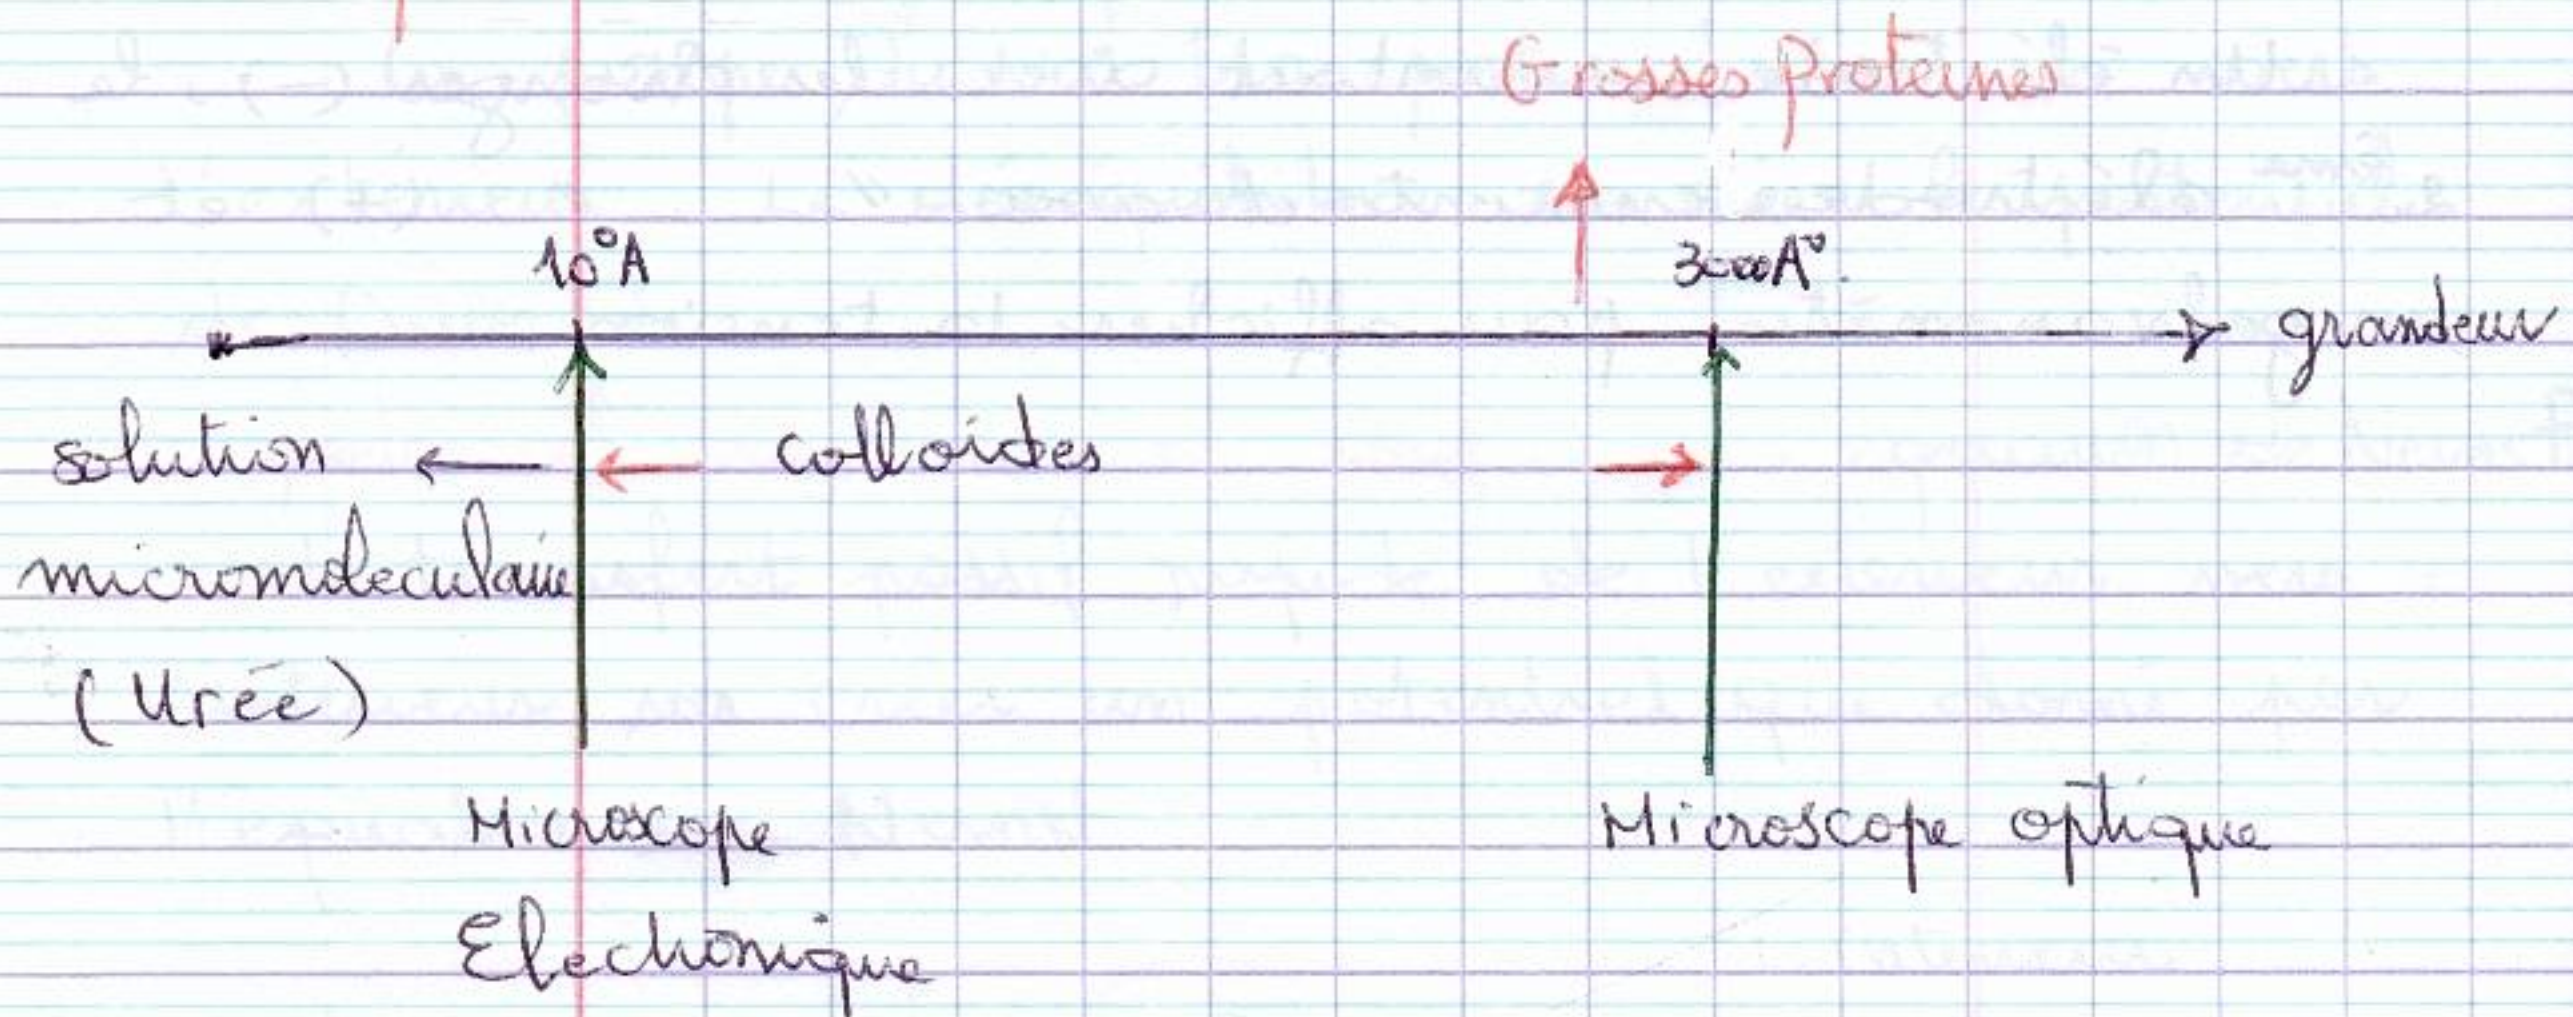 Grosses Proteines
10°A
3000A°.
grandeur
solution ← ← colloides →
micromoleculaire
(Urée)
Microscope
Electronique
Microscope optique